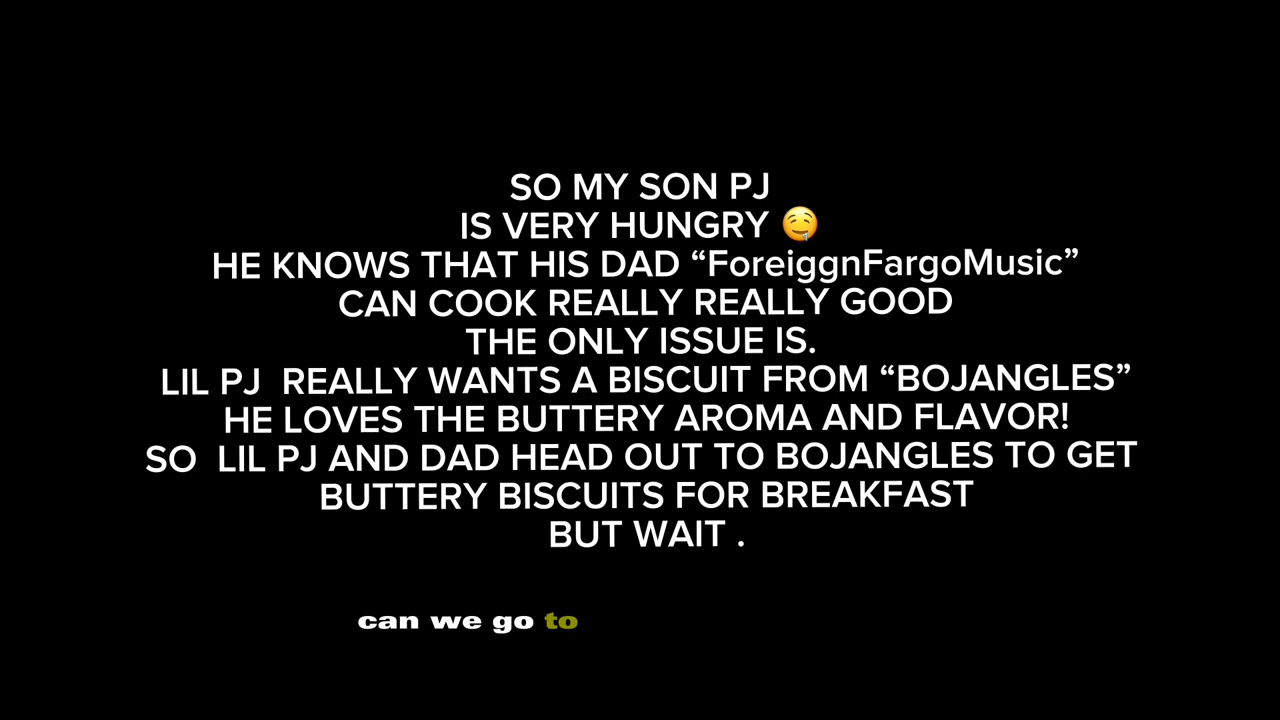 SO MY SON PJ
IS VERY HUNGRY 🤤
HE KNOWS THAT HIS DAD “ForeiggnFargoMusic”
CAN COOK REALLY REALLY GOOD
THE ONLY ISSUE IS.
LIL PJ  REALLY WANTS A BISCUIT FROM “BOJANGLES”
HE LOVES THE BUTTERY AROMA AND FLAVOR!
SO  LIL PJ AND DAD HEAD OUT TO BOJANGLES TO GET
BUTTERY BISCUITS FOR BREAKFAST
BUT WAIT .
can we go to